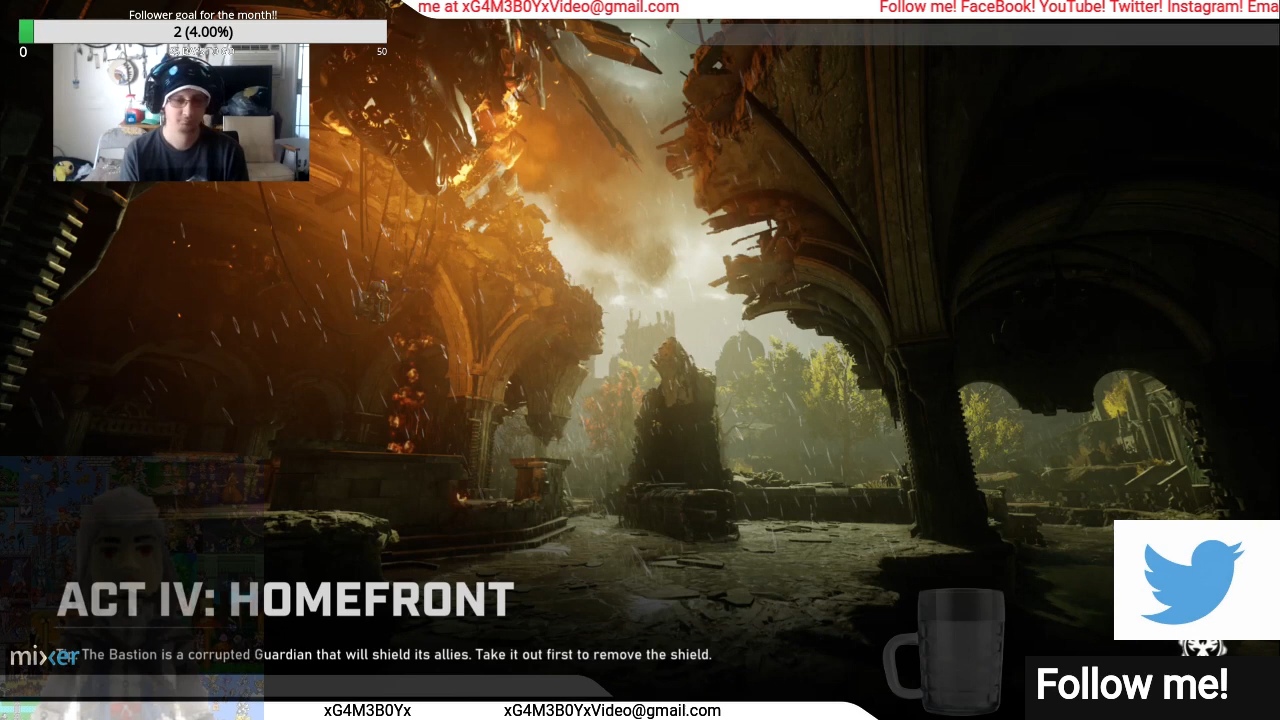 me at xG4M3B0YxVideo@gmail.com
Follow me! FaceBook! YouTube! Twitter! Instagram! Ema
Follower goal for the month!!
2 (4.00%)
0
50
ACT IV: HOMEFRONT
The Bastion is a corrupted Guardian that will shield its allies. Take it out first to remove the shield.
mixer
Follow me!
xG4M3B0Yx
xG4M3B0YxVideo@gmail.com